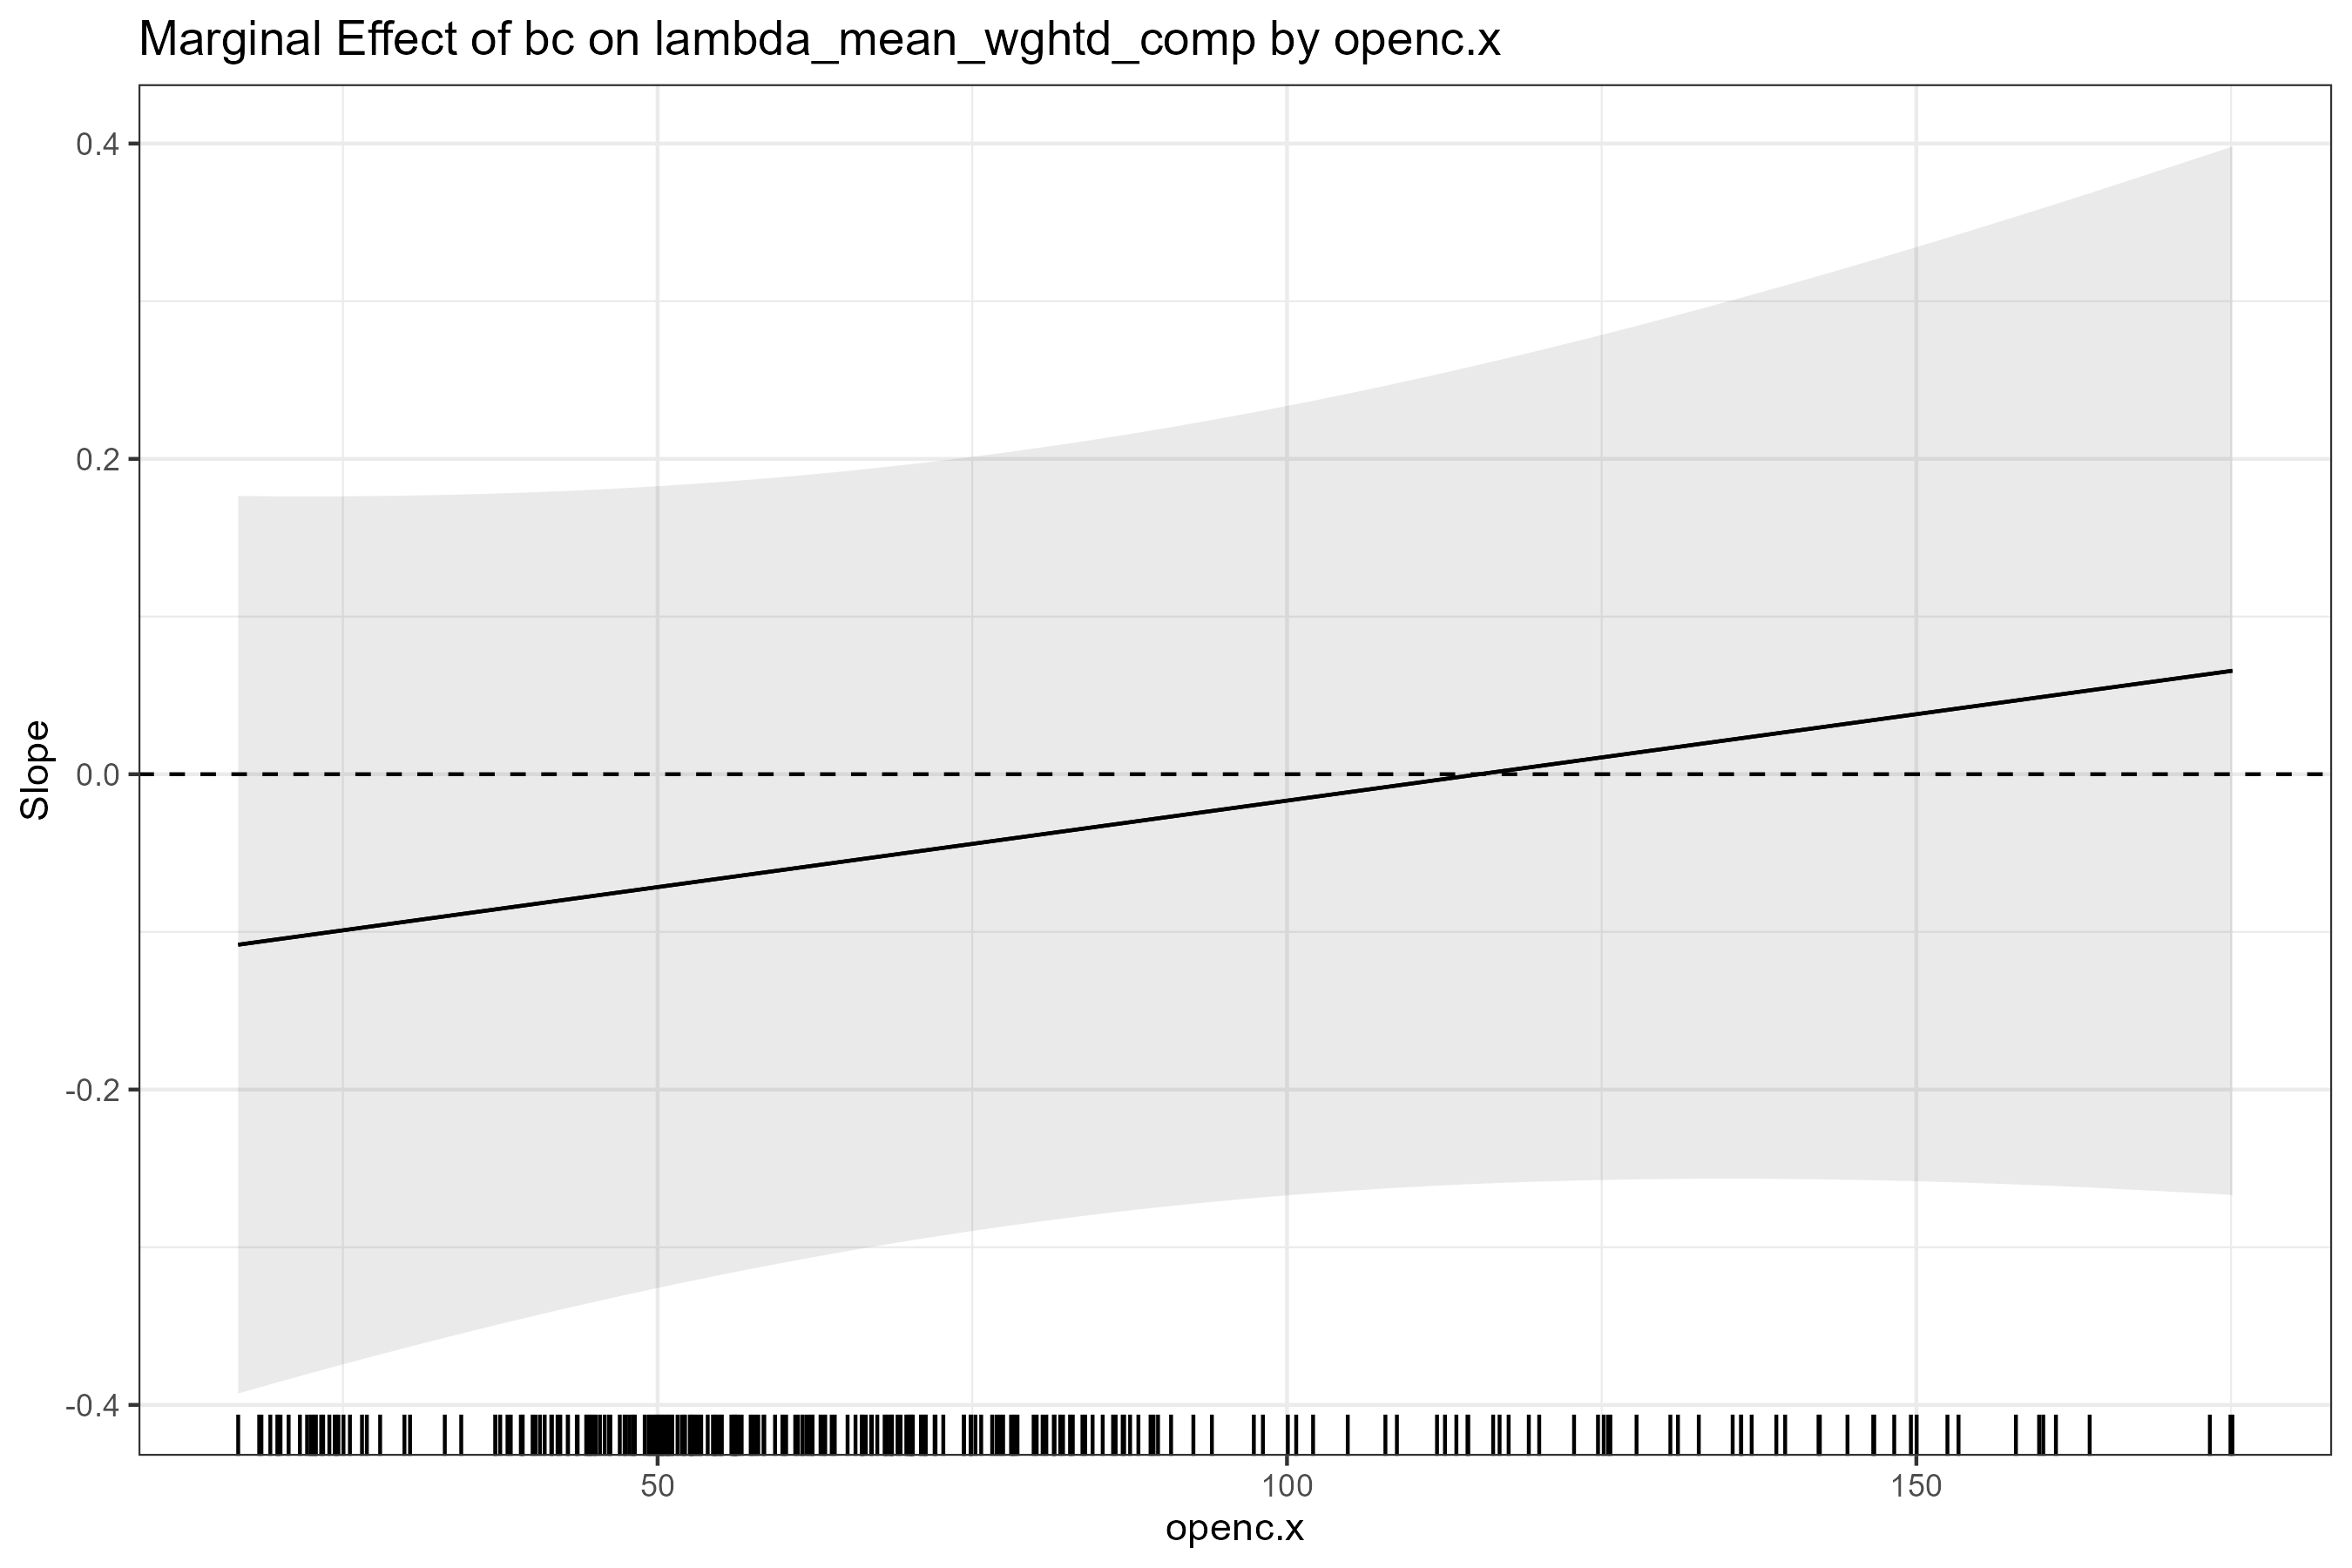 Marginal Effect of bc on lambda_mean_wghtd_comp by openc.x
0.4
0.2
0.0
-0.2
-0.4
Slope
50 100 150
openc.x